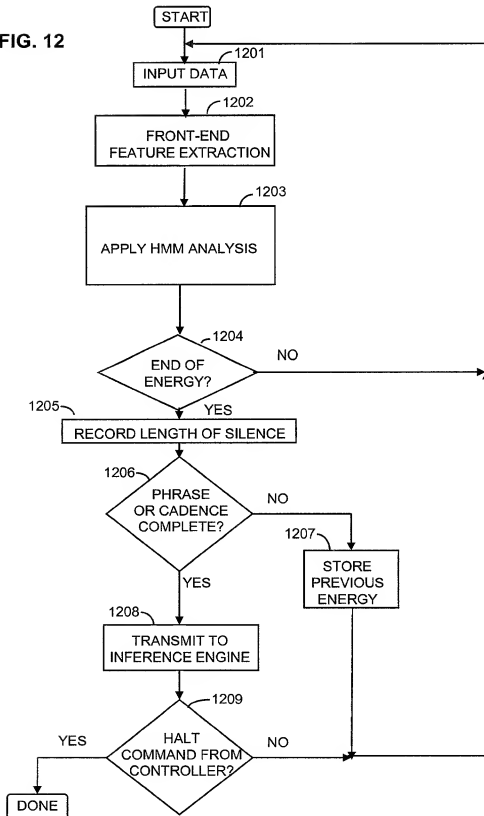 START
FIG. 12
1201
INPUT DATA
1202
FRONT-END
FEATURE EXTRACTION
1203
APPLY HMM ANALYSIS
1204
END OF
ENERGY?
NO
YES
1205
RECORD LENGTH OF SILENCE
1206
PHRASE
OR CADENCE
COMPLETE?
NO
1207
STORE
PREVIOUS
ENERGY
YES
1208
TRANSMIT TO
INFERENCE ENGINE
1209
HALT
COMMAND FROM
CONTROLLER?
YES
NO
DONE